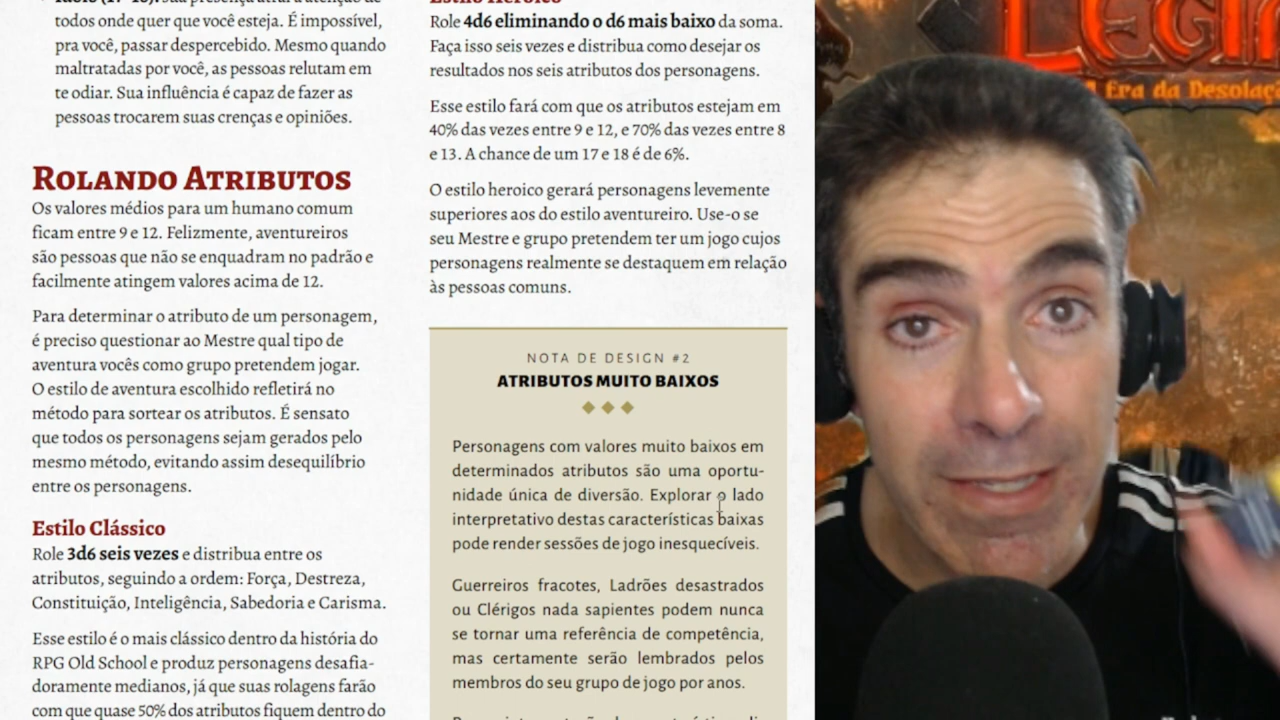 todos onde quer que você esteja. É impossível,
pra você, passar despercebido. Mesmo quando
maltratadas por você, as pessoas relutam em
te odiar. Sua influência é capaz de fazer as
pessoas trocarem suas crenças e opiniões.
ROLANDO ATRIBUTOS
Os valores médios para um humano comum
ficam entre 9 e 12. Felizmente, aventureiros
são pessoas que não se enquadram no padrão e
facilmente atingem valores acima de 12.
Para determinar o atributo de um personagem,
é preciso questionar ao Mestre qual tipo de
aventura vocês como grupo pretendem jogar.
O estilo de aventura escolhido refletirá no
método para sortear os atributos. É sensato
que todos os personagens sejam gerados pelo
mesmo método, evitando assim desequilíbrio
entre os personagens.
Estilo Clássico
Role 3d6 seis vezes e distribua entre os
atributos, seguindo a ordem: Força, Destreza,
Constituição, Inteligência, Sabedoria e Carisma.
Esse estilo é o mais clássico dentro da história do
RPG Old School e produz personagens desafia-
doramente medianos, já que suas rolagens farão
com que quase 50% dos atributos fiquem dentro do
Estilo Heroico
Role 4d6 eliminando o d6 mais baixo da soma.
Faça isso seis vezes e distribua como desejar os
resultados nos seis atributos dos personagens.
Esse estilo fará com que os atributos estejam em
40% das vezes entre 9 e 12, e 70% das vezes entre 8
e 13. A chance de um 17 e 18 é de 6%.
O estilo heroico gerará personagens levemente
superiores aos do estilo aventureiro. Use-o se
seu Mestre e grupo pretendem ter um jogo cujos
personagens realmente se destaquem em relação
às pessoas comuns.
NOTA DE DESIGN #2
ATRIBUTOS MUITO BAIXOS
Personagens com valores muito baixos em
determinados atributos são uma oportu-
nidade única de diversão. Explorar o lado
interpretativo destas características baixas
pode render sessões de jogo inesquecíveis.
Guerreiros fracotes, Ladrões desastrados
ou Clérigos nada sapientes podem nunca
se tornar uma referência de competência,
mas certamente serão lembrados pelos
membros do seu grupo de jogo por anos.
LEGI
A Era da Desolaç